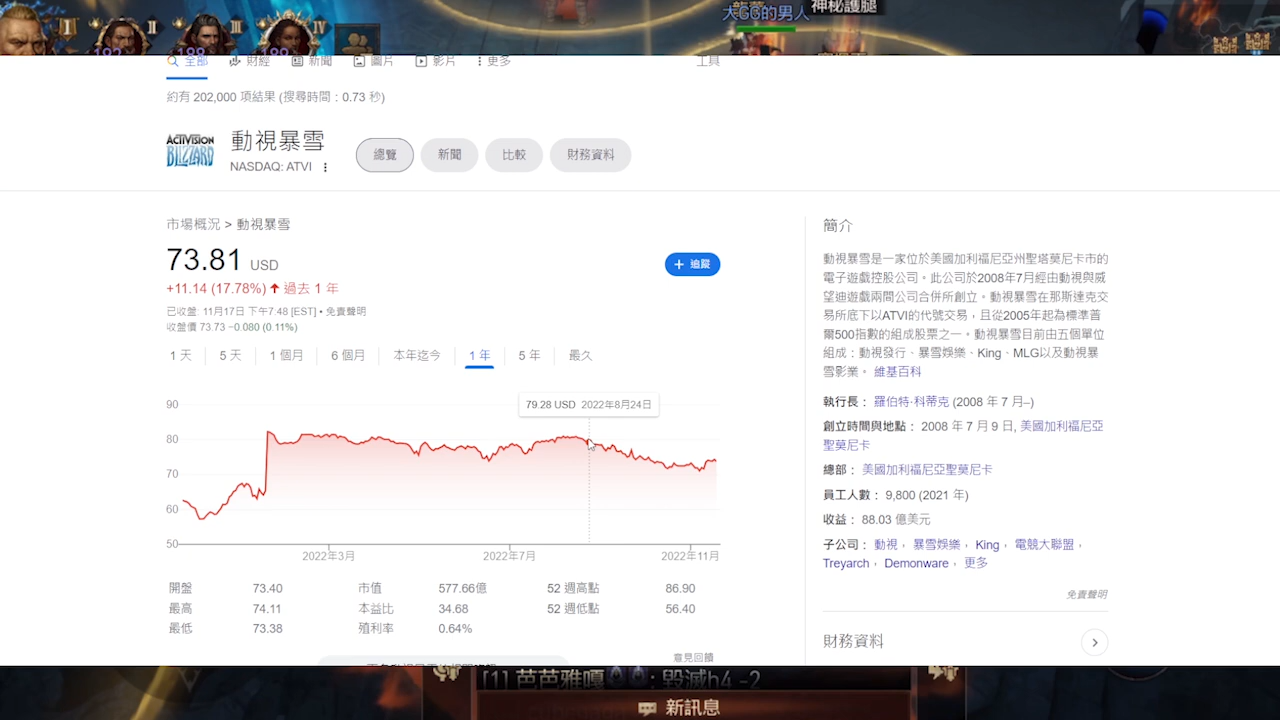 I
II
III
IV
182
188
188
大GG的男人
神秘護腿
全部
財經
新聞
圖片
影片
更多
工具
約有 202,000 項結果 (搜尋時間：0.73 秒)
ACTIVISION
BLIZZARD
動視暴雪
NASDAQ: ATVI
總覽
新聞
比較
財務資料
市場概況 > 動視暴雪
73.81 USD
+ 追蹤
+11.14 (17.78%) 過去 1 年
已收盤: 11月17日 下午7:48 [EST] • 免責聲明
收盤價 73.73 −0.080 (0.11%)
1 天
5 天
1 個月
6 個月
本年迄今
1 年
5 年
最久
79.28 USD 2022年8月24日
90
80
70
60
50
2022年3月
2022年7月
2022年11月
開盤 73.40 市值 577.66億 52 週高點 86.90
最高 74.11 本益比 34.68 52 週低點 56.40
最低 73.38 殖利率 0.64%
意見回饋
簡介
動視暴雪是一家位於美國加利福尼亞州聖塔莫尼卡市的
電子遊戲控股公司。此公司於2008年7月經由動視與威
望迪遊戲兩間公司合併所創立。動視暴雪在那斯達克交
易所底下以ATVI的代號交易，且從2005年起為標準普
爾500指數的組成股票之一。動視暴雪目前由五個單位
組成：動視發行、暴雪娛樂、King、MLG以及動視暴
雪影業。 維基百科
執行長： 羅伯特·科蒂克 (2008 年 7 月–)
創立時間與地點： 2008 年 7 月 9 日, 美國加利福尼亞
聖莫尼卡
總部： 美國加利福尼亞聖莫尼卡
員工人數： 9,800 (2021 年)
收益： 88.03 億美元
子公司： 動視， 暴雪娛樂， King， 電競大聯盟，
Treyarch， Demonware， 更多
免責聲明
財務資料
[1] 芭芭雅嘎 : 毀滅h4 -2
新訊息